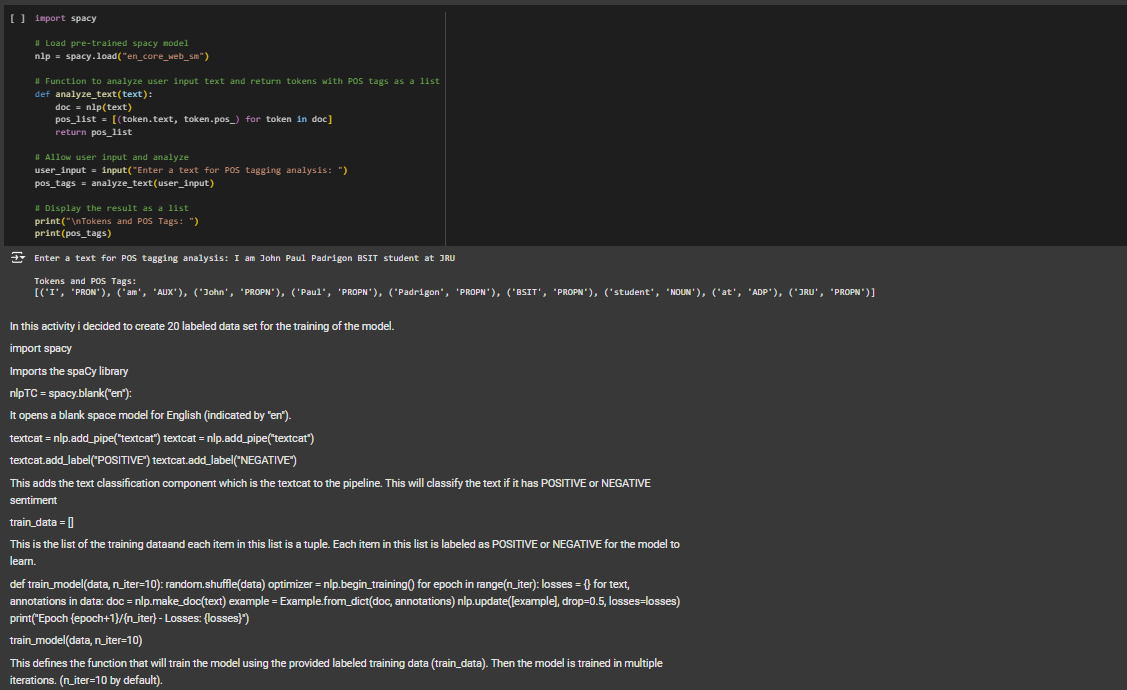 [ ] import spacy
# Load pre-trained spacy model
nlp = spacy.load("en_core_web_sm")
# Function to analyze user input text and return tokens with POS tags as a list
def analyze_text(text):
doc = nlp(text)
pos_list = [(token.text, token.pos_) for token in doc]
return pos_list
# Allow user input and analyze
user_input = input("Enter a text for POS tagging analysis: ")
pos_tags = analyze_text(user_input)
# Display the result as a list
print("\nTokens and POS Tags: ")
print(pos_tags)
Enter a text for POS tagging analysis: I am John Paul Padrigon BSIT student at JRU
Tokens and POS Tags:
[('I', 'PRON'), ('am', 'AUX'), ('John', 'PROPN'), ('Paul', 'PROPN'), ('Padrigon', 'PROPN'), ('BSIT', 'PROPN'), ('student', 'NOUN'), ('at', 'ADP'), ('JRU', 'PROPN')]
In this activity i decided to create 20 labeled data set for the training of the model.
import spacy
Imports the spaCy library
nlpTC = spacy.blank("en"):
It opens a blank space model for English (indicated by "en").
textcat = nlp.add_pipe("textcat") textcat = nlp.add_pipe("textcat")
textcat.add_label("POSITIVE") textcat.add_label("NEGATIVE")
This adds the text classification component which is the textcat to the pipeline. This will classify the text if it has POSITIVE or NEGATIVE
sentiment
train_data = []
This is the list of the training dataand each item in this list is a tuple. Each item in this list is labeled as POSITIVE or NEGATIVE for the model to
learn.
def train_model(data, n_iter=10): random.shuffle(data) optimizer = nlp.begin_training() for epoch in range(n_iter): losses = {} for text,
annotations in data: doc = nlp.make_doc(text) example = Example.from_dict(doc, annotations) nlp.update([example], drop=0.5, losses=losses)
print("Epoch {epoch+1}/{n_iter} - Losses: {losses}")
train_model(data, n_iter=10)
This defines the function that will train the model using the provided labeled training data (train_data). Then the model is trained in multiple
iterations. (n_iter=10 by default).